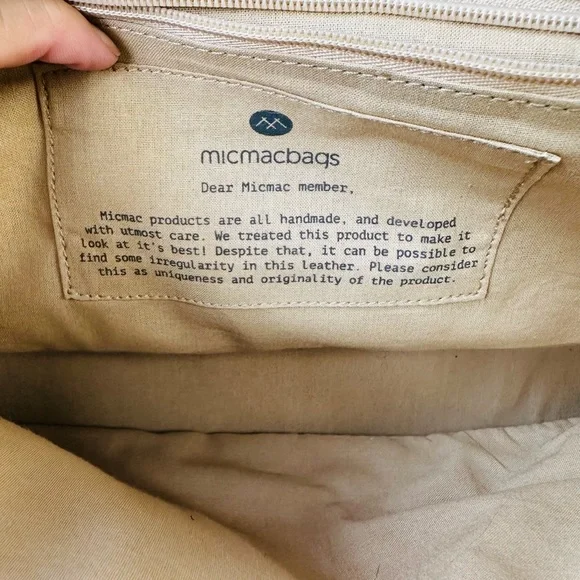 micmacbags
Dear Micmac member,
Micmac products are all handmade, and developed
with utmost care. We treated this product to make it
look at it's best! Despite that, it can be possible to
find some irregularity in this leather. Please consider
this as uniqueness and originality of the product.